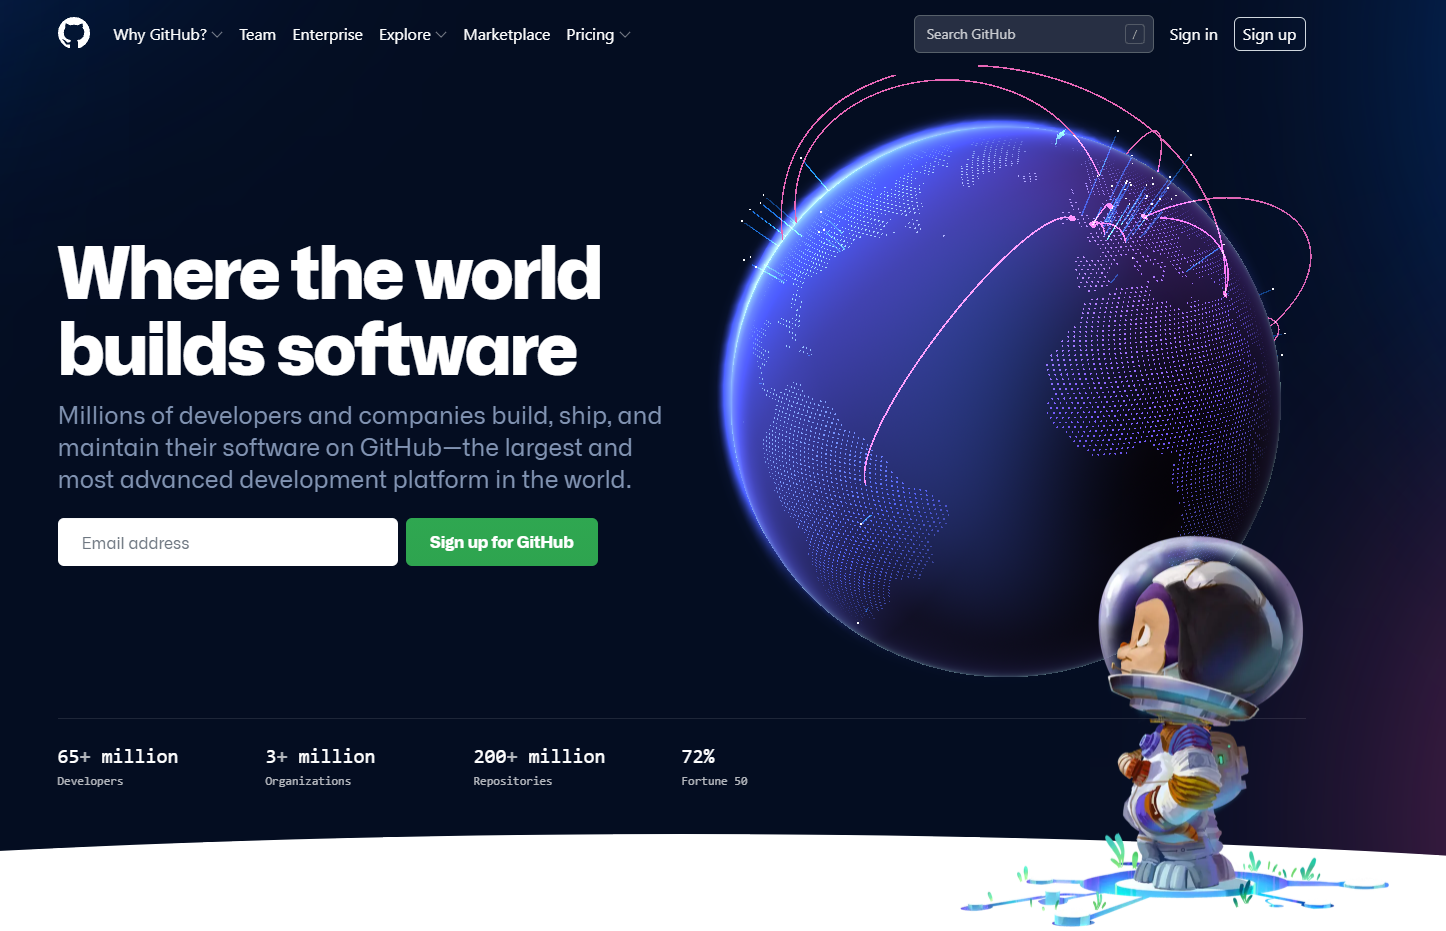 Why GitHub? Team Enterprise Explore Marketplace Pricing Search GitHub / Sign in Sign up
Where the world
builds software
Millions of developers and companies build, ship, and
maintain their software on GitHub—the largest and
most advanced development platform in the world.
Email address Sign up for GitHub
65+ million 3+ million 200+ million 72%
Developers Organizations Repositories Fortune 50